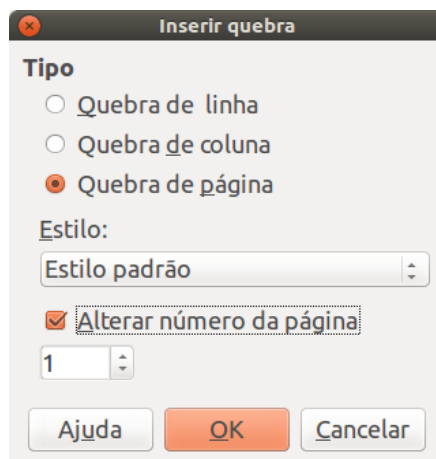 Inserir quebra
Tipo
Quebra de linha
Quebra de coluna
Quebra de página
Estilo:
Estilo padrão
Alterar número da página
1
Ajuda OK Cancelar